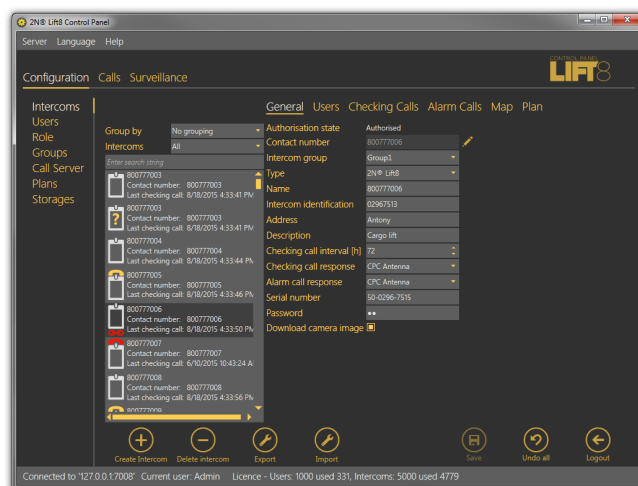 2N® Lift8 Control Panel
Server Language Help
CONTROL PANEL
LIFT8
Configuration Calls Surveillance
Intercoms
Users
Role
Groups
Call Server
Plans
Storages
Group by No grouping
Intercoms All
Enter search string
800777003
Contact number:
Last checking call: 8/18/2015 4:33:41 PM
?
800777003
Contact number: 800777003
Last checking call: 8/18/2015 4:33:41 PM
800777004
Contact number: 800777004
Last checking call: 8/18/2015 4:33:44 PM
800777005
Contact number: 800777005
Last checking call: 8/18/2015 4:33:46 PM
800777006
Contact number: 800777006
Last checking call: 8/18/2015 4:33:50 PM
800777007
Contact number: 800777007
Last checking call: 6/10/2015 10:43:24 A
800777008
Contact number: 800777008
Last checking call: 8/18/2015 4:33:56 PM
800777009
General Users Checking Calls Alarm Calls Map Plan
Authorisation state Authorised
Contact number 800777006
Intercom group Group1
Type 2N® Lift8
Name 800777006
Intercom identification 02967513
Address Antony
Description Cargo lift
Checking call interval [h] 72
Checking call response CPC Antenna
Alarm call response CPC Antenna
Serial number 50-0296-7515
Password ••
Download camera image
Create Intercom Delete intercom Export Import Save Undo all Logout
Connected to '127.0.0.1:7008' Current user: Admin Licence - Users: 1000 used 331, Intercoms: 5000 used 4779